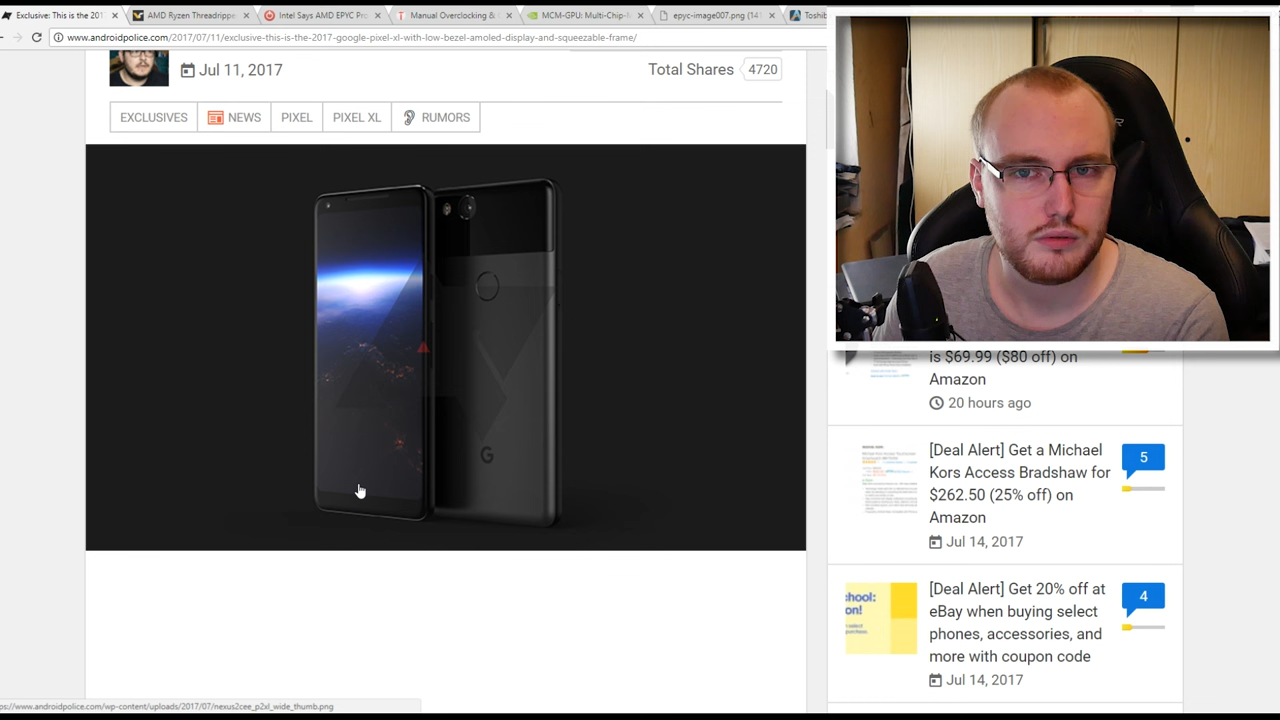 Exclusive: This is the 2017
AMD Ryzen Threadrippe
Intel Says AMD EPYC Pro
Manual Overclocking &
MCM-GPU: Multi-Chip-M
epyc-image007.png (141
Toshib
www.androidpolice.com/2017/07/11/exclusive-this-is-the-2017-google-pixel-xl-with-low-bezel-amoled-display-and-squeezable-frame/
Jul 11, 2017
Total Shares 4720
EXCLUSIVES NEWS PIXEL PIXEL XL RUMORS
G
is $69.99 ($80 off) on
Amazon
20 hours ago
[Deal Alert] Get a Michael
Kors Access Bradshaw for
$262.50 (25% off) on
Amazon
5
Jul 14, 2017
chool:
on!
[Deal Alert] Get 20% off at
eBay when buying select
phones, accessories, and
more with coupon code
4
Jul 14, 2017
ps://www.androidpolice.com/wp-content/uploads/2017/07/nexus2cee_p2xl_wide_thumb.png